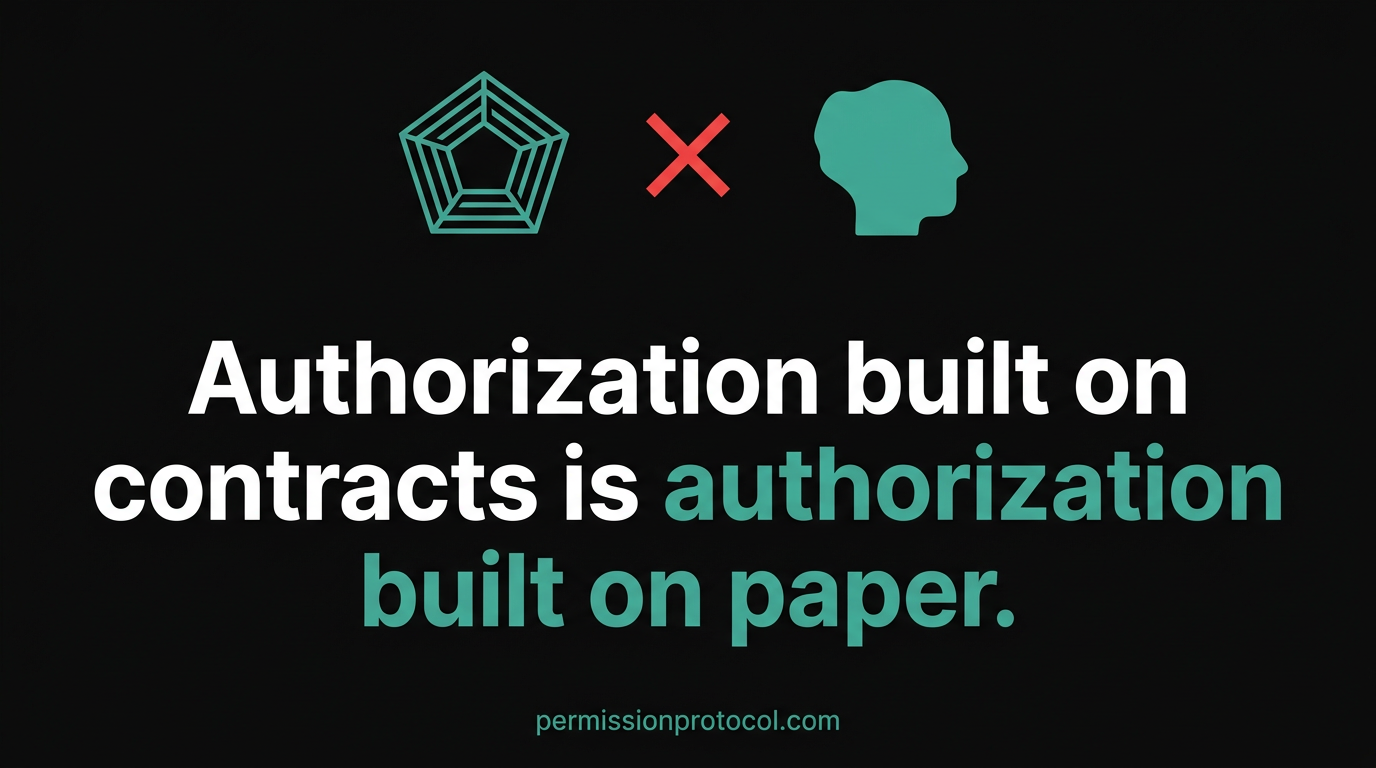 Authorization built on
contracts is authorization
built on paper.
permissionprotocol.com